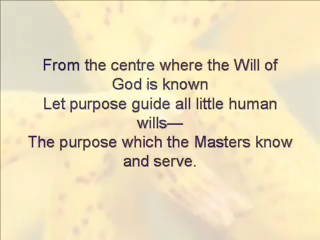 From the centre where the Will of
God is known
Let purpose guide all little human
wills—
The purpose which the Masters know
and serve.